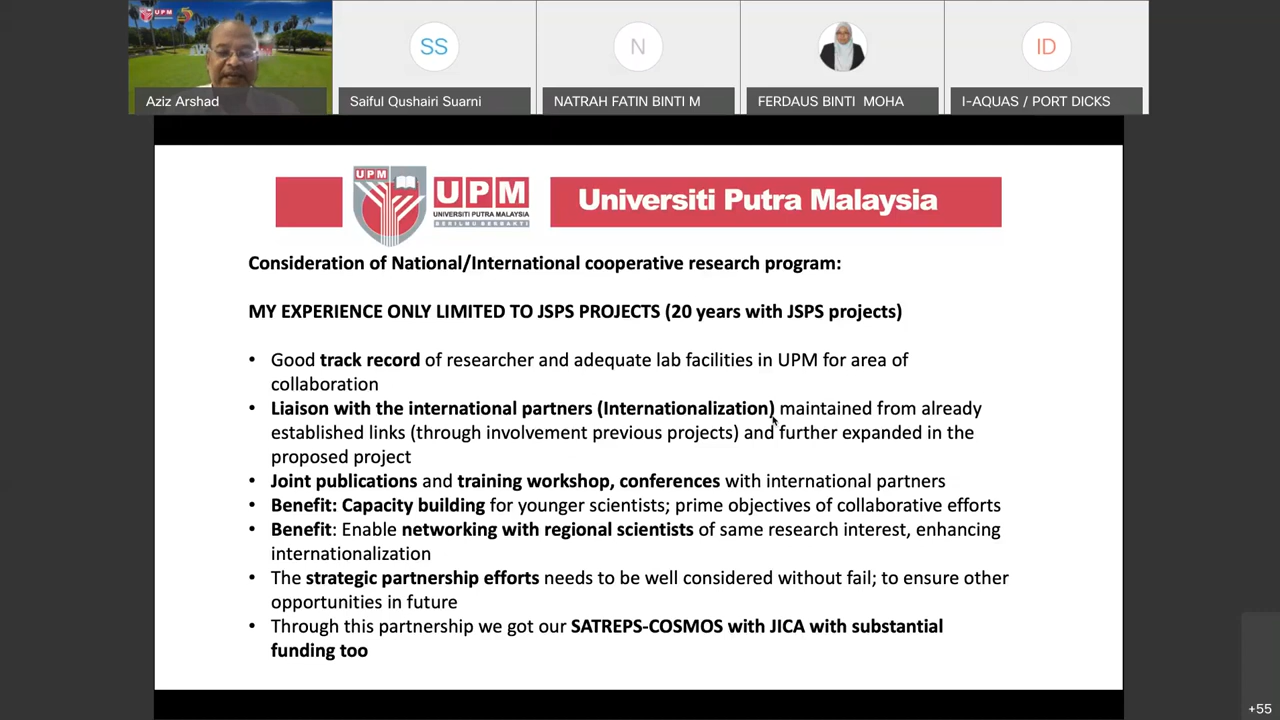 SS
N
ID
Aziz Arshad
Saiful Qushairi Suarni
NATRAH FATIN BINTI M
FERDAUS BINTI MOHA
I-AQUAS / PORT DICKS
UPM
UPM
UNIVERSITI PUTRA MALAYSIA
BERILMU BERBAKTI
Universiti Putra Malaysia
Consideration of National/International cooperative research program:
MY EXPERIENCE ONLY LIMITED TO JSPS PROJECTS (20 years with JSPS projects)
• Good track record of researcher and adequate lab facilities in UPM for area of
collaboration
• Liaison with the international partners (Internationalization) maintained from already
established links (through involvement previous projects) and further expanded in the
proposed project
• Joint publications and training workshop, conferences with international partners
• Benefit: Capacity building for younger scientists; prime objectives of collaborative efforts
• Benefit: Enable networking with regional scientists of same research interest, enhancing
internationalization
• The strategic partnership efforts needs to be well considered without fail; to ensure other
opportunities in future
• Through this partnership we got our SATREPS-COSMOS with JICA with substantial
funding too
+55